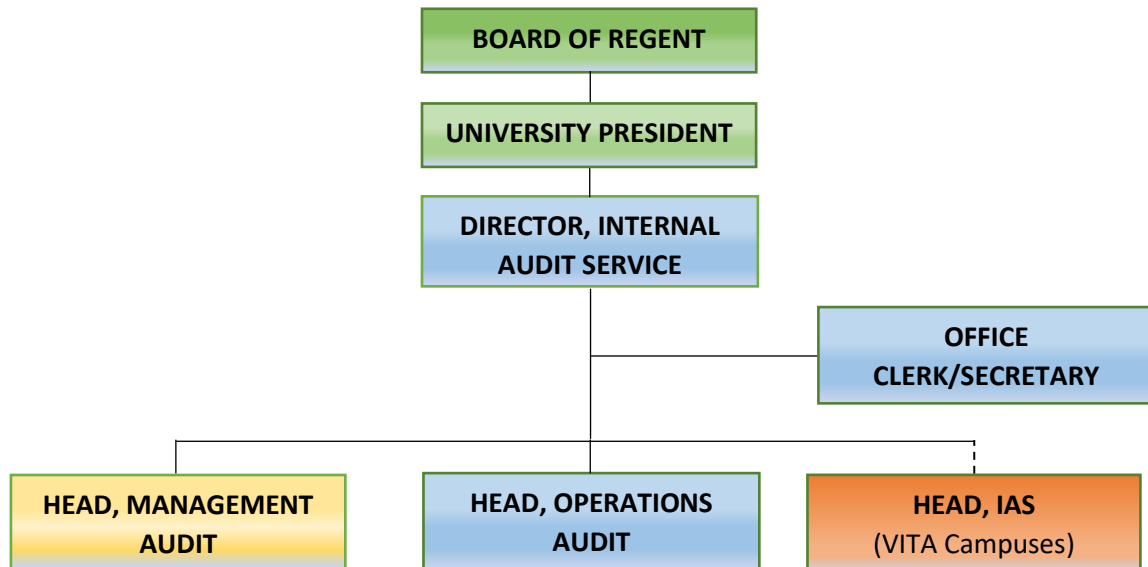 BOARD OF REGENT
UNIVERSITY PRESIDENT
DIRECTOR, INTERNAL
AUDIT SERVICE
OFFICE
CLERK/SECRETARY
HEAD, MANAGEMENT
AUDIT
HEAD, OPERATIONS
AUDIT
HEAD, IAS
(VITA Campuses)